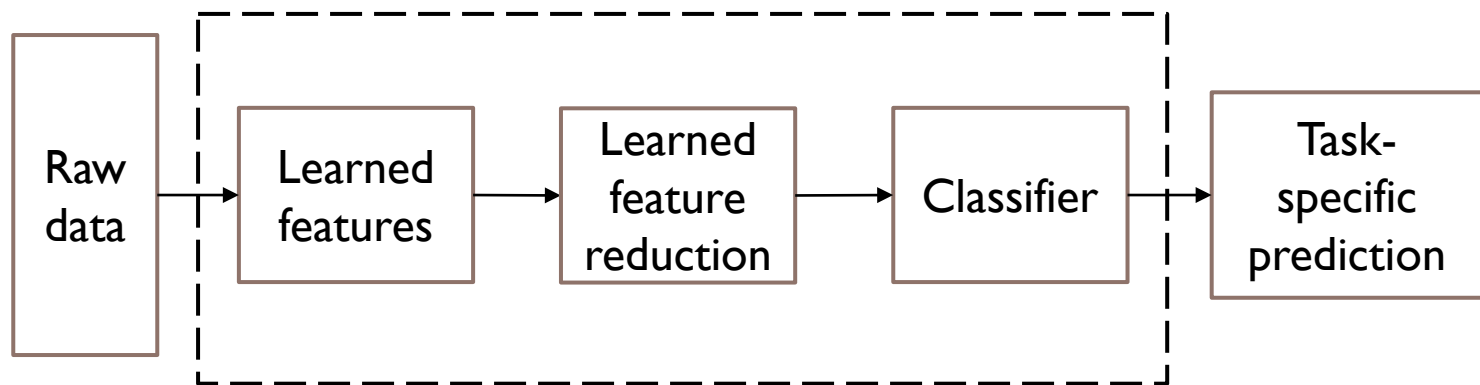 Raw
data
Learned
features
Learned
feature
reduction
Classifier
Task-
specific
prediction